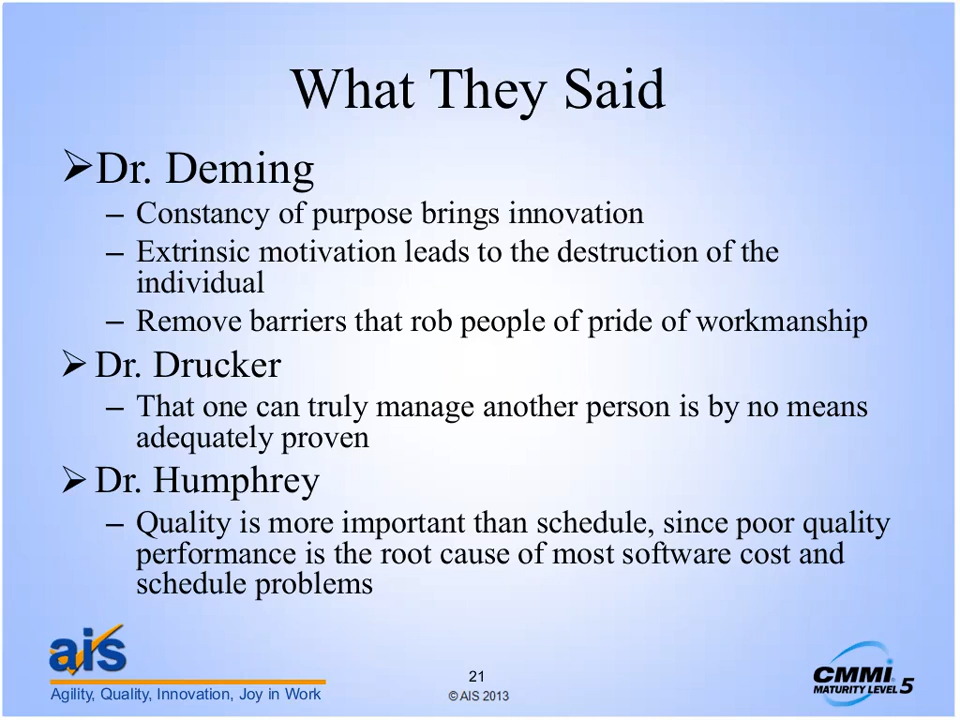 What They Said
➢Dr. Deming
– Constancy of purpose brings innovation
– Extrinsic motivation leads to the destruction of the
individual
– Remove barriers that rob people of pride of workmanship
➢ Dr. Drucker
– That one can truly manage another person is by no means
adequately proven
➢ Dr. Humphrey
– Quality is more important than schedule, since poor quality
performance is the root cause of most software cost and
schedule problems
ais
Agility, Quality, Innovation, Joy in Work
21
© AIS 2013
CMMI
MATURITY LEVEL 5